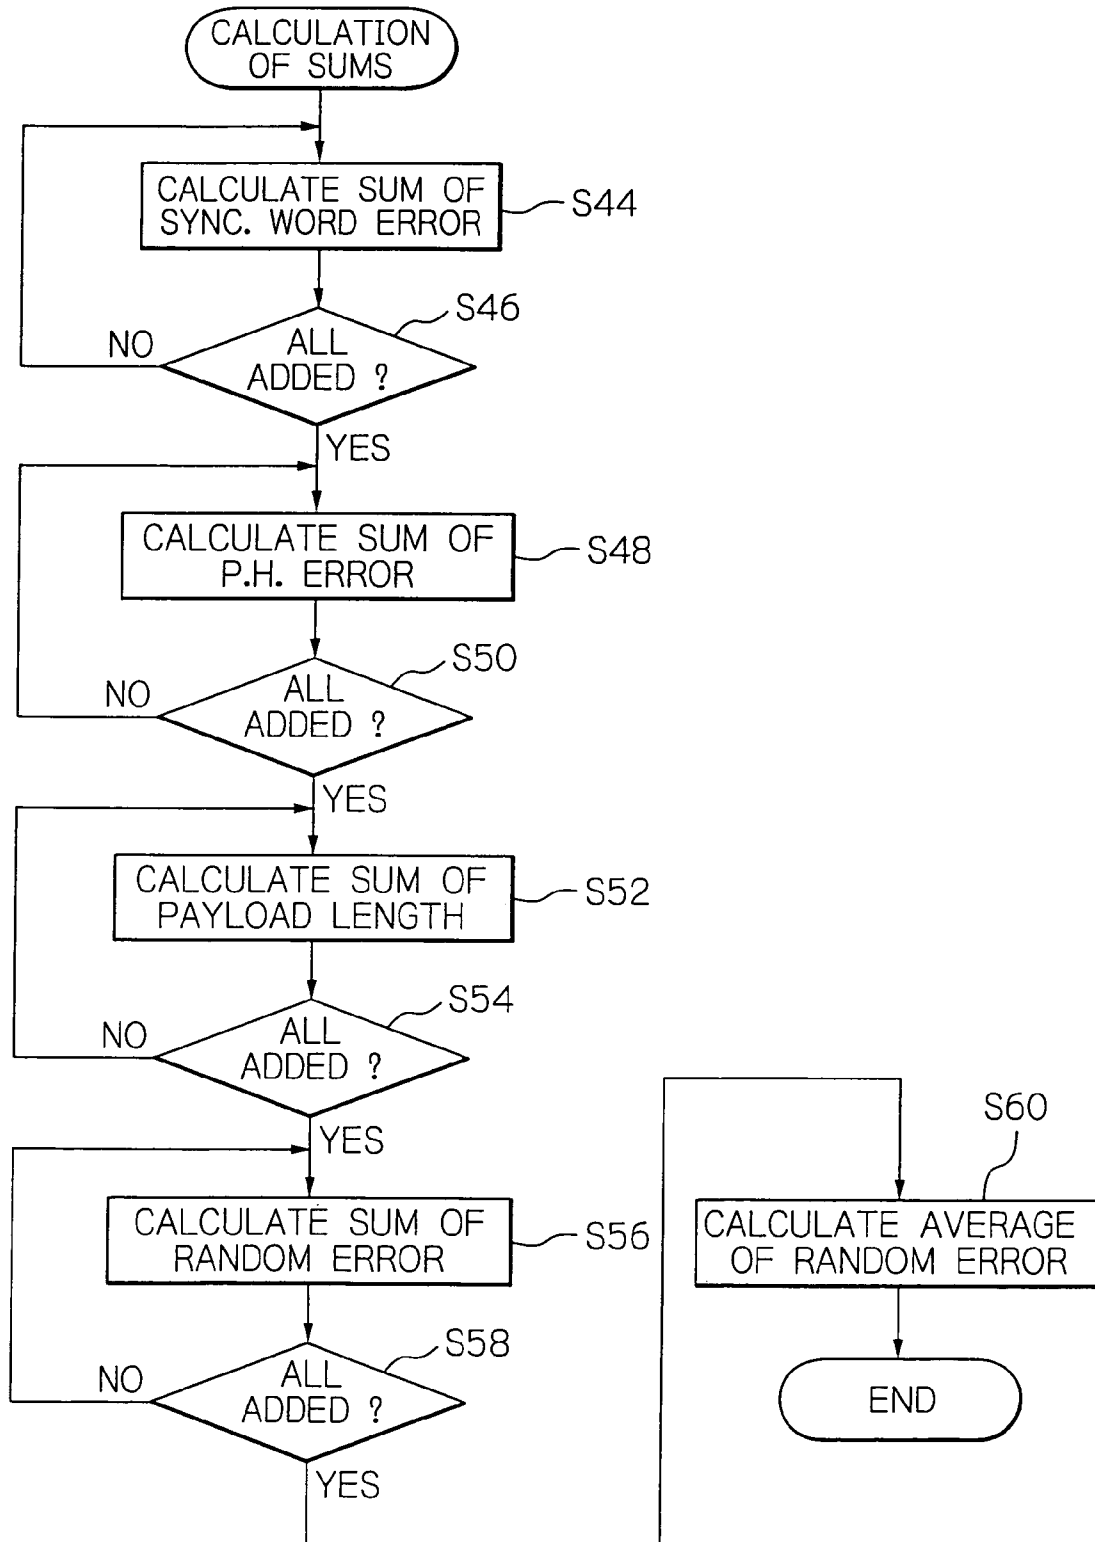 CALCULATION
OF SUMS
CALCULATE SUM OF
SYNC. WORD ERROR
S44
S46
ALL
ADDED ?
NO
YES
CALCULATE SUM OF
P.H. ERROR
S48
S50
ALL
ADDED ?
NO
YES
CALCULATE SUM OF
PAYLOAD LENGTH
S52
S54
ALL
ADDED ?
NO
YES
CALCULATE SUM OF
RANDOM ERROR
S56
S58
ALL
ADDED ?
NO
YES
S60
CALCULATE AVERAGE
OF RANDOM ERROR
END